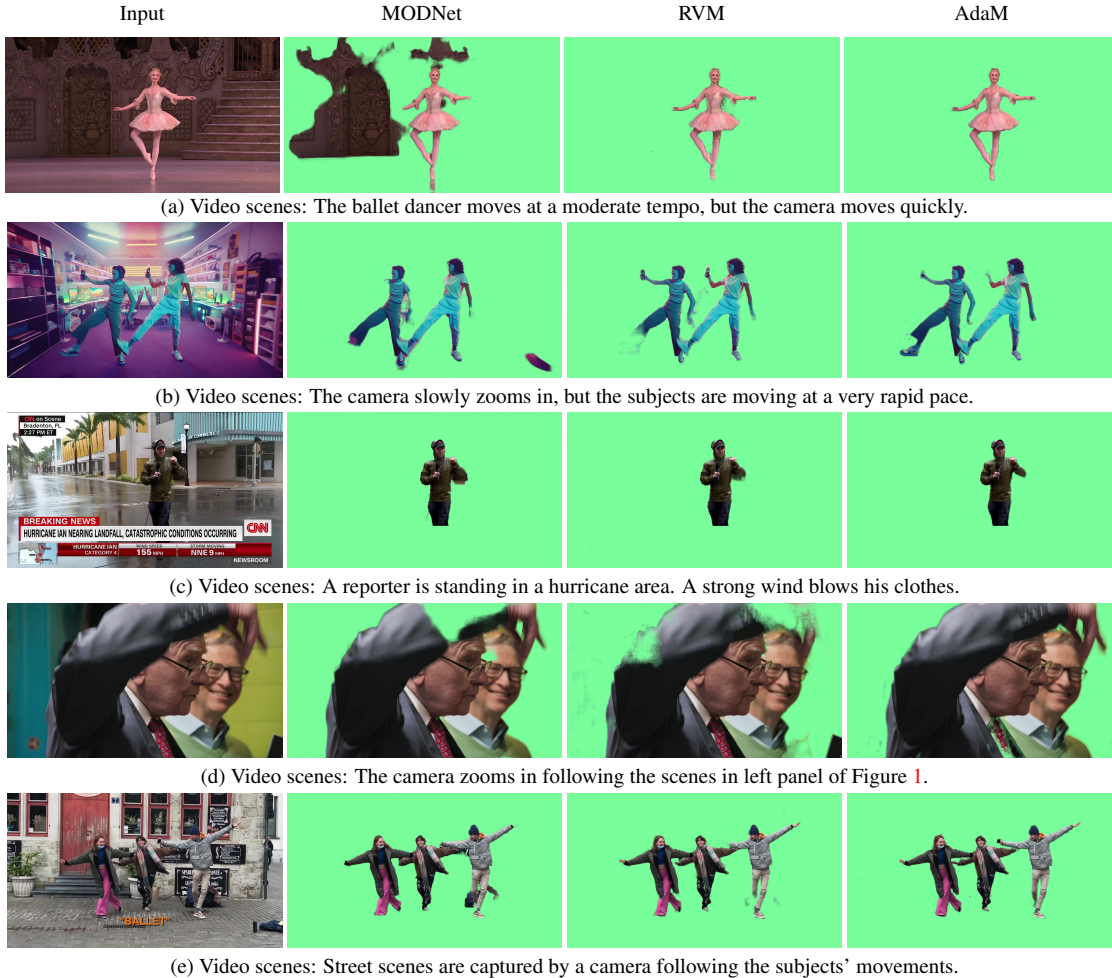 Input MODNet RVM AdaM
(a) Video scenes: The ballet dancer moves at a moderate tempo, but the camera moves quickly.
(b) Video scenes: The camera slowly zooms in, but the subjects are moving at a very rapid pace.
CNN on Scene
Bradenton, FL
2:27 PM ET
BREAKING NEWS
HURRICANE IAN NEARING LANDFALL, CATASTROPHIC CONDITIONS OCCURRING
CNN
HURRICANE IAN
CATEGORY 4
WIND SPEED
155 MPH
STORM MOVING
NNE 9 MPH
NEWSROOM
(c) Video scenes: A reporter is standing in a hurricane area. A strong wind blows his clothes.
(d) Video scenes: The camera zooms in following the scenes in left panel of Figure 1.
"BALLET"
(e) Video scenes: Street scenes are captured by a camera following the subjects' movements.